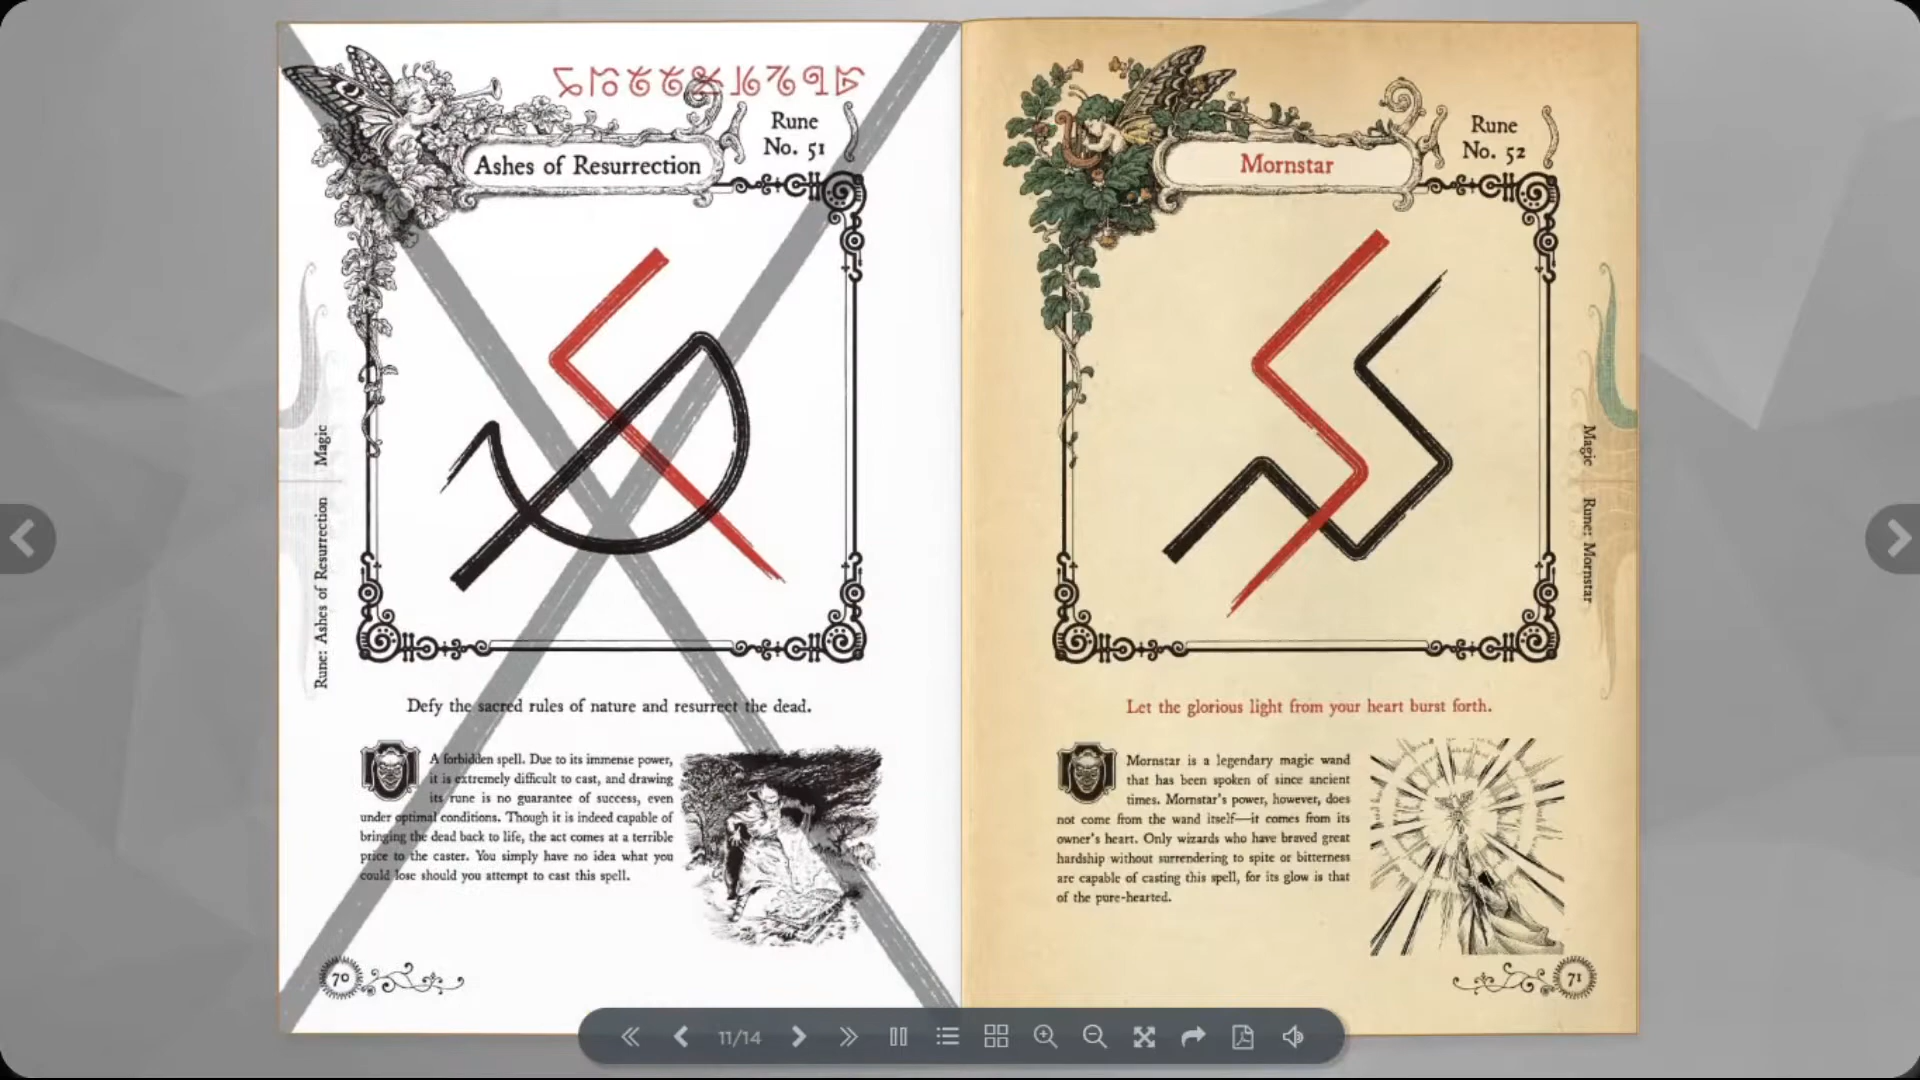 Rune
No. 51
Ashes of Resurrection
Magic
Rune: Ashes of Resurrection
Defy the sacred rules of nature and resurrect the dead.
A forbidden spell. Due to its immense power,
it is extremely difficult to cast, and drawing
its rune is no guarantee of success, even
under optimal conditions. Though it is indeed capable of
bringing the dead back to life, the act comes at a terrible
price to the caster. You simply have no idea what you
could lose should you attempt to cast this spell.
70
Rune
No. 52
Mornstar
Magic
Rune: Mornstar
Let the glorious light from your heart burst forth.
Mornstar is a legendary magic wand
that has been spoken of since ancient
times. Mornstar's power, however, does
not come from the wand itself—it comes from its
owner's heart. Only wizards who have braved great
hardship without surrendering to spite or bitterness
are capable of casting this spell, for its glow is that
of the pure-hearted.
71
11/14